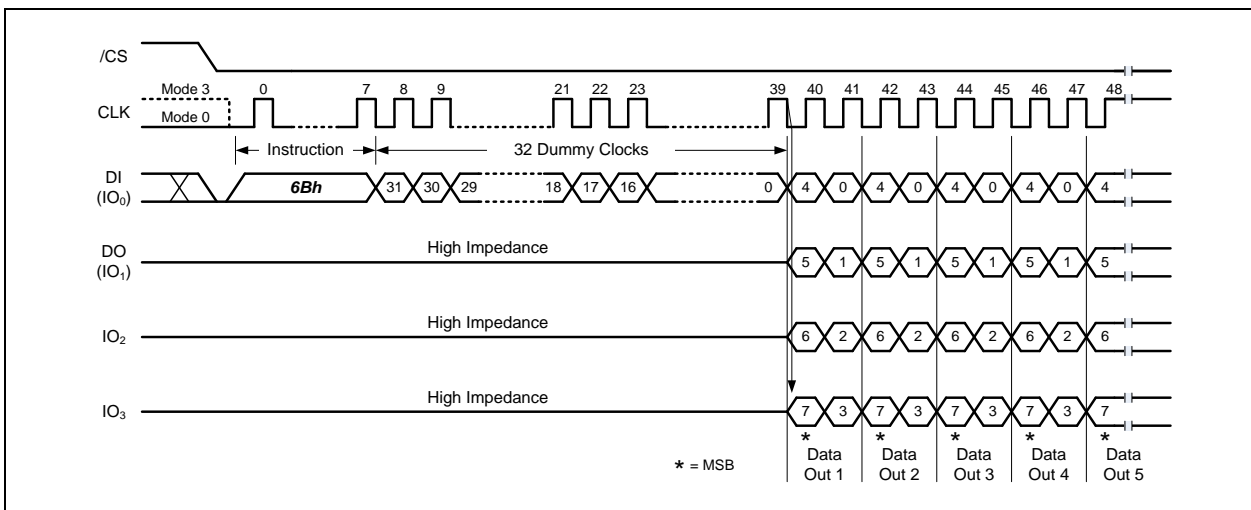 /CS
Mode 3 0 7 8 9 21 22 23 39 40 41 42 43 44 45 46 47 48
CLK
Mode 0
Instruction 32 Dummy Clocks
DI
(IO0)
6Bh 31 30 29 18 17 16 0 4 0 4 0 4 0 4 0 4
High Impedance
DO
(IO1)
5 1 5 1 5 1 5 1 5
High Impedance
IO2
6 2 6 2 6 2 6 2 6
High Impedance
IO3
7 3 7 3 7 3 7 3 7
* * * * *
* = MSB
Data Out 1
Data Out 2
Data Out 3
Data Out 4
Data Out 5